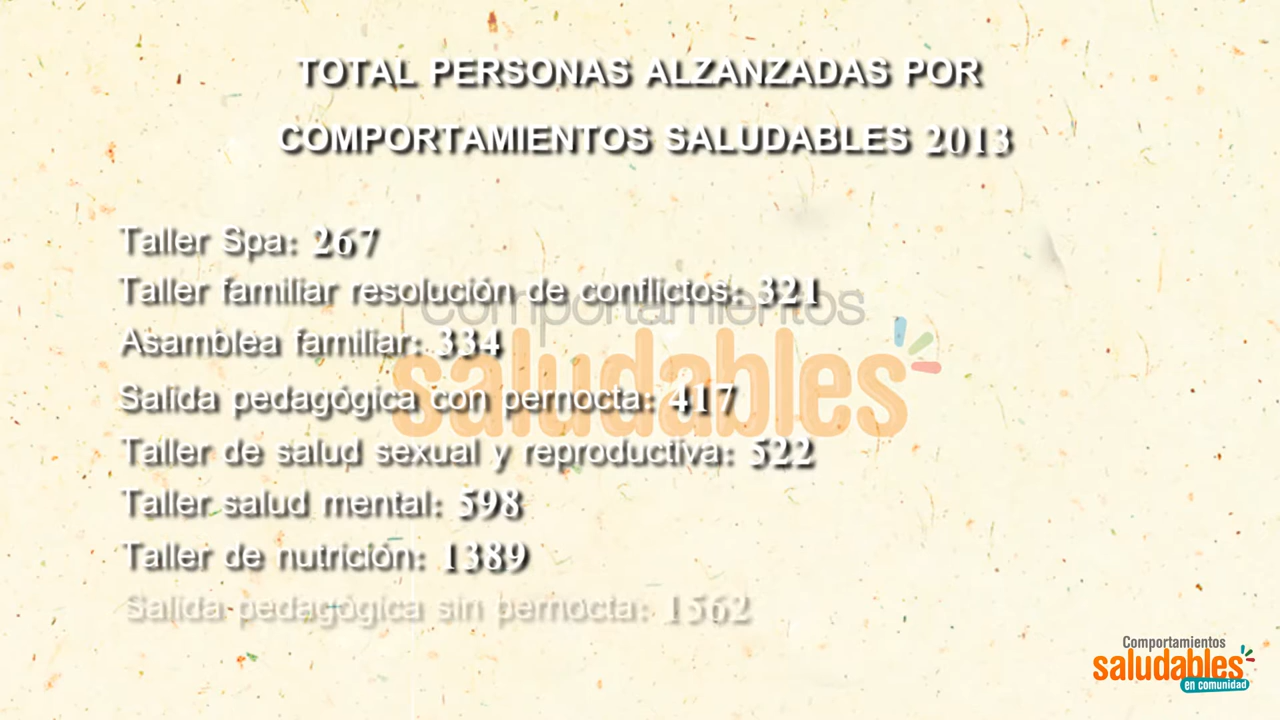 TOTAL PERSONAS ALZANZADAS POR
COMPORTAMIENTOS SALUDABLES 2013
Taller Spa: 267
Taller familiar resolución de conflictos: 321
Asamblea familiar: 334
Salida pedagógica con pernocta: 417
Taller de salud sexual y reproductiva: 522
Taller salud mental: 598
Taller de nutrición: 1389
Salida pedagógica sin pernocta: 1562
comportamientos
saludables
Comportamientos
saludables
en comunidad